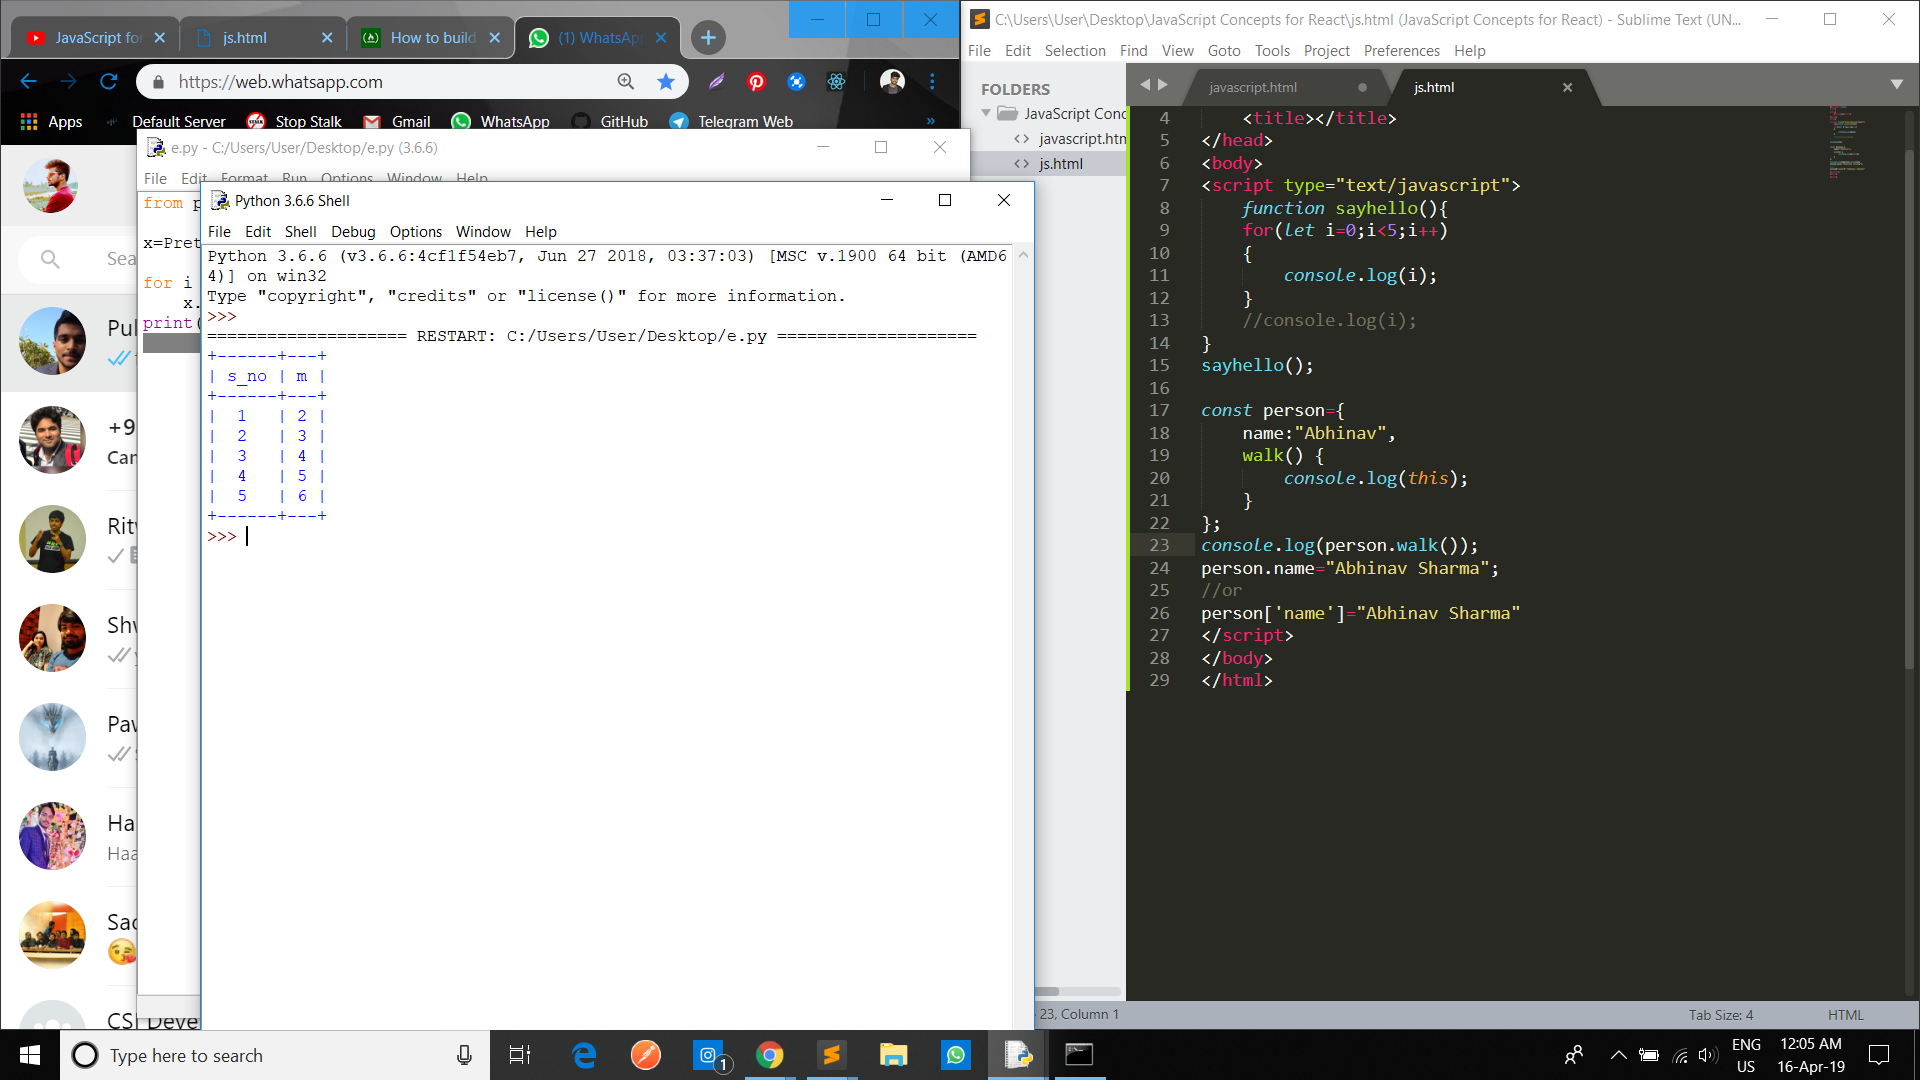 JavaScript for
js.html
How to build
(1) WhatsApp
https://web.whatsapp.com
Apps
Default Server
Stop Stalk
Gmail
WhatsApp
GitHub
Telegram Web
»
e.py - C:/Users/User/Desktop/e.py (3.6.6)
File Edit Format Run Options Window Help
from p
x=Pret
for i
x.
print(
Sea
Pul
+9
Can
Rit
Shw
y
Paw
S
Ha
Haa
Sac
CSI Deve
Python 3.6.6 Shell
File Edit Shell Debug Options Window Help
Python 3.6.6 (v3.6.6:4cf1f54eb7, Jun 27 2018, 03:37:03) [MSC v.1900 64 bit (AMD6
4)] on win32
Type "copyright", "credits" or "license()" for more information.
>>>
==================== RESTART: C:/Users/User/Desktop/e.py ====================
+------+---+
| s_no | m |
+------+---+
|  1   | 2 |
|  2   | 3 |
|  3   | 4 |
|  4   | 5 |
|  5   | 6 |
+------+---+
>>>
C:\Users\User\Desktop\JavaScript Concepts for React\js.html (JavaScript Concepts for React) - Sublime Text (UN...
File Edit Selection Find View Goto Tools Project Preferences Help
FOLDERS
JavaScript Conc
<> javascript.htm
<> js.html
javascript.html
js.html
4 <title></title>
5 </head>
6 <body>
7 <script type="text/javascript">
8 function sayhello(){
9 for(let i=0;i<5;i++)
10 {
11 console.log(i);
12 }
13 //console.log(i);
14 }
15 sayhello();
16
17 const person={
18 name:"Abhinav",
19 walk() {
20 console.log(this);
21 }
22 };
23 console.log(person.walk());
24 person.name="Abhinav Sharma";
25 //or
26 person['name']="Abhinav Sharma"
27 </script>
28 </body>
29 </html>
23, Column 1
Tab Size: 4
HTML
Type here to search
1
ENG
US
12:05 AM
16-Apr-19